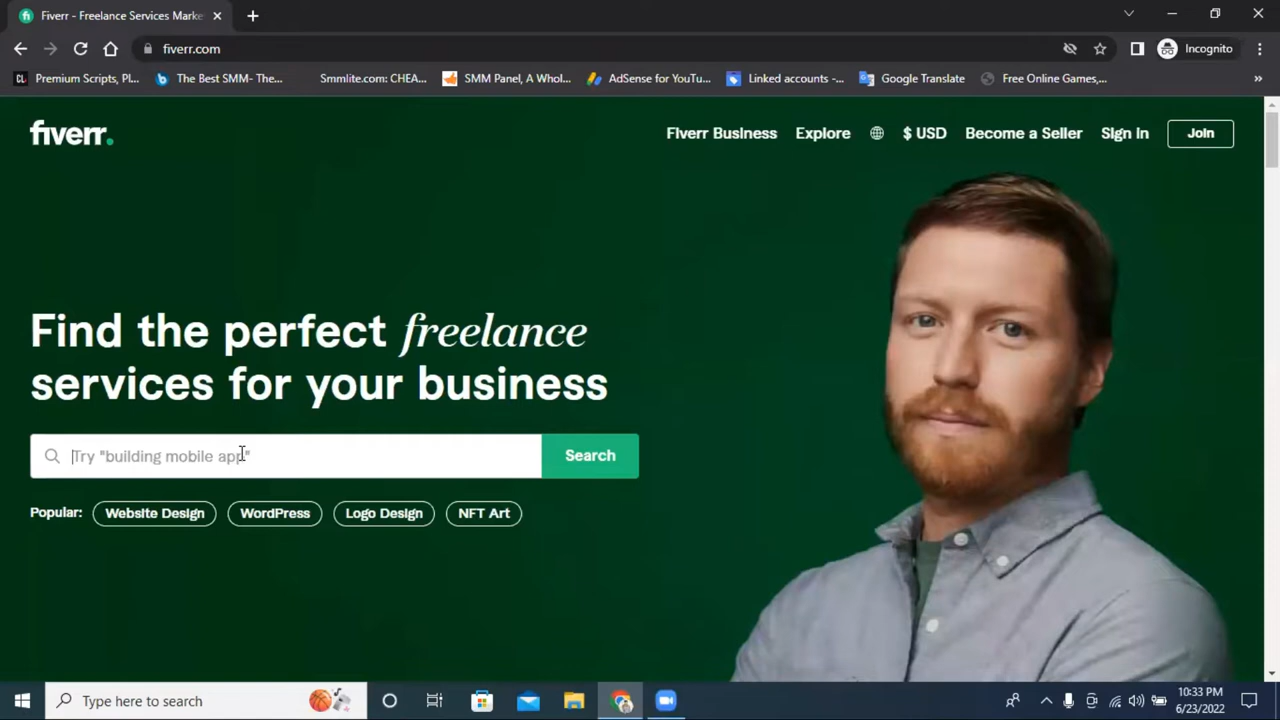 Fiverr - Freelance Services Marke
fiverr.com
Incognito
Premium Scripts, Pl...
The Best SMM- The...
Smmlite.com: CHEA...
SMM Panel, A Whol...
AdSense for YouTu...
Linked accounts -...
Google Translate
Free Online Games,...
»
fiverr.
Fiverr Business
Explore
$ USD
Become a Seller
Sign in
Join
Find the perfect freelance
services for your business
Try "building mobile app"
Search
Popular:
Website Design
WordPress
Logo Design
NFT Art
Type here to search
10:33 PM
6/23/2022